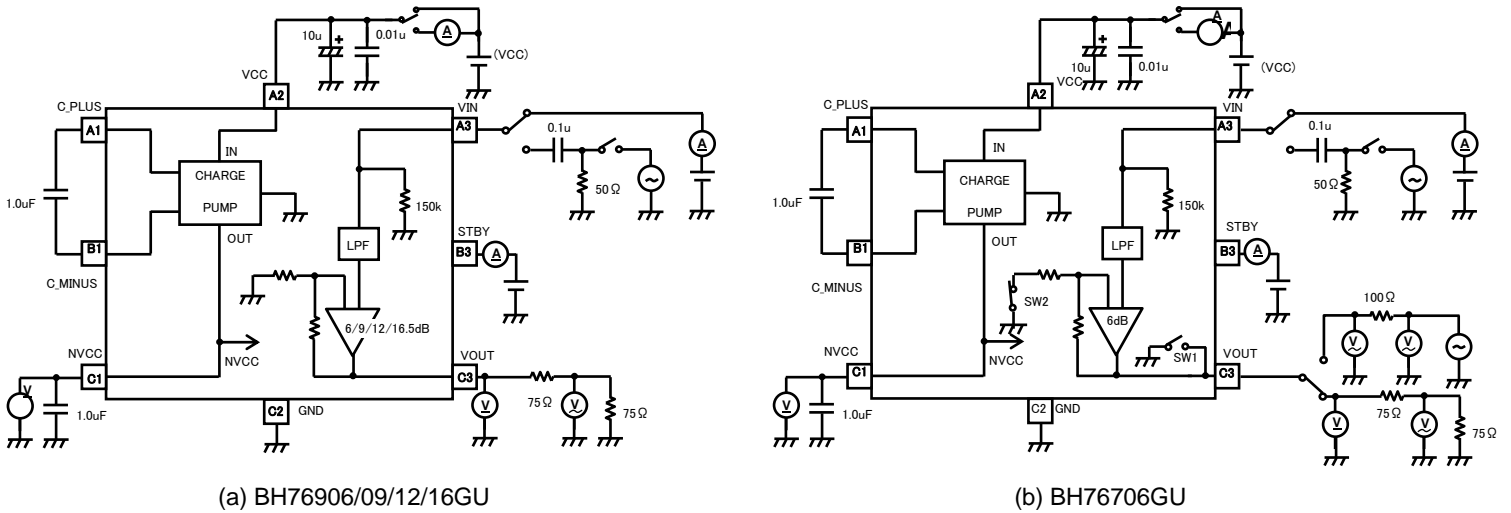 10u
+
0.01u
A
(VCC)
VCC
A2
C_PLUS
VIN
A1
A3
IN
0.1u
A
CHARGE
PUMP
50Ω
~
1.0uF
150k
OUT
LPF
STBY
B1
B3
A
C_MINUS
6/9/12/16.5dB
NVCC
NVCC
VOUT
C1
C3
V
1.0uF
C2
GND
V
75Ω
V
75Ω
(a) BH76906/09/12/16GU
10u
+
0.01u
A
(VCC)
VCC
A2
C_PLUS
VIN
A1
A3
IN
0.1u
A
CHARGE
PUMP
50Ω
~
1.0uF
150k
OUT
LPF
STBY
B1
B3
A
C_MINUS
SW2
6dB
100Ω
V
V
~
NVCC
NVCC
SW1
VOUT
C1
C3
V
1.0uF
C2
GND
V
75Ω
V
75Ω
(b) BH76706GU